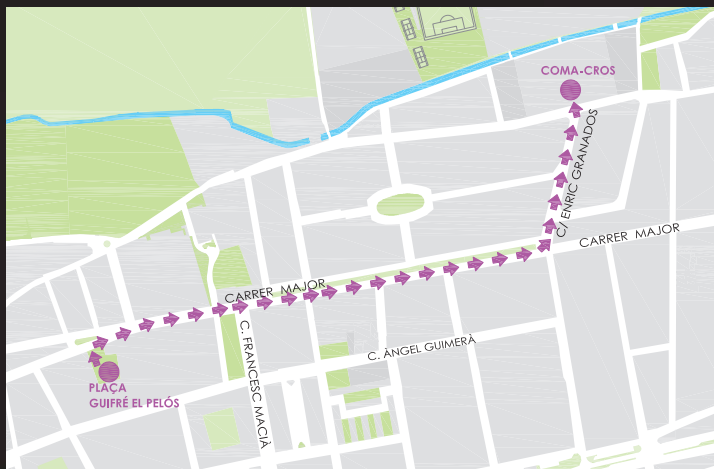 COMA-CROS
C/ ENRIC GRANADOS
CARRER MAJOR
CARRER MAJOR
C. ÀNGEL GUIMERÀ
C. FRANCESC MACIÀ
PLAÇA
GUIFRÉ EL PELÓS